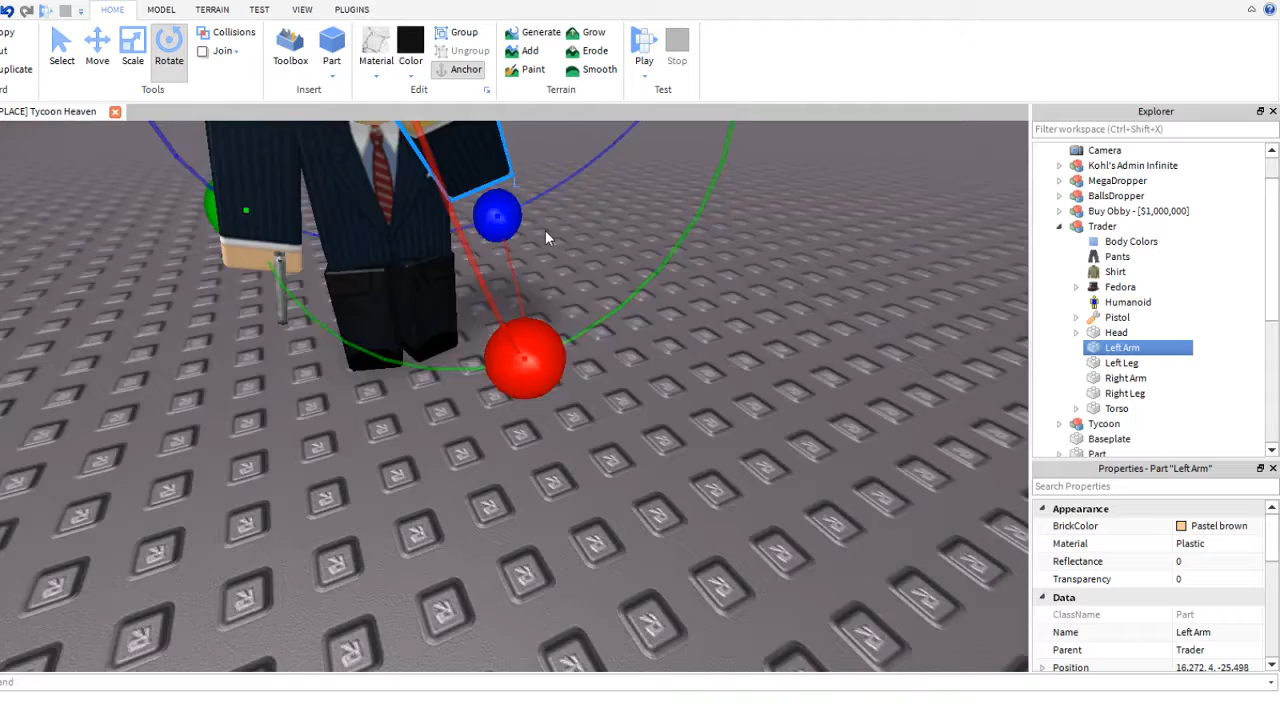 HOME MODEL TERRAIN TEST VIEW PLUGINS
opy
ut
uplicate
rd
Select Move Scale Rotate
Collisions
Join
Tools
Toolbox Part
Insert
Material Color
Group
Ungroup
Anchor
Edit
Generate Grow
Add Erode
Paint Smooth
Terrain
Play Stop
Test
PLACE] Tycoon Heaven
Explorer
Filter workspace (Ctrl+Shift+X)
Camera
Kohl's Admin Infinite
MegaDropper
BallsDropper
Buy Obby - [$1,000,000]
Trader
Body Colors
Pants
Shirt
Fedora
Humanoid
Pistol
Head
Left Arm
Left Leg
Right Arm
Right Leg
Torso
Tycoon
Baseplate
Part
Properties - Part "Left Arm"
Search Properties
Appearance
BrickColor Pastel brown
Material Plastic
Reflectance 0
Transparency 0
Data
ClassName Part
Name Left Arm
Parent Trader
Position 16.272, 4, -25.498
and